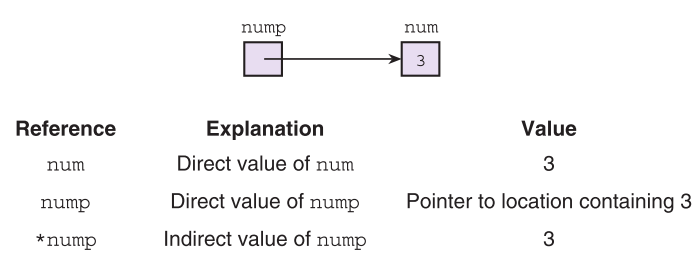 nump num
3
Reference Explanation Value
num Direct value of num 3
nump Direct value of nump Pointer to location containing 3
*nump Indirect value of nump 3